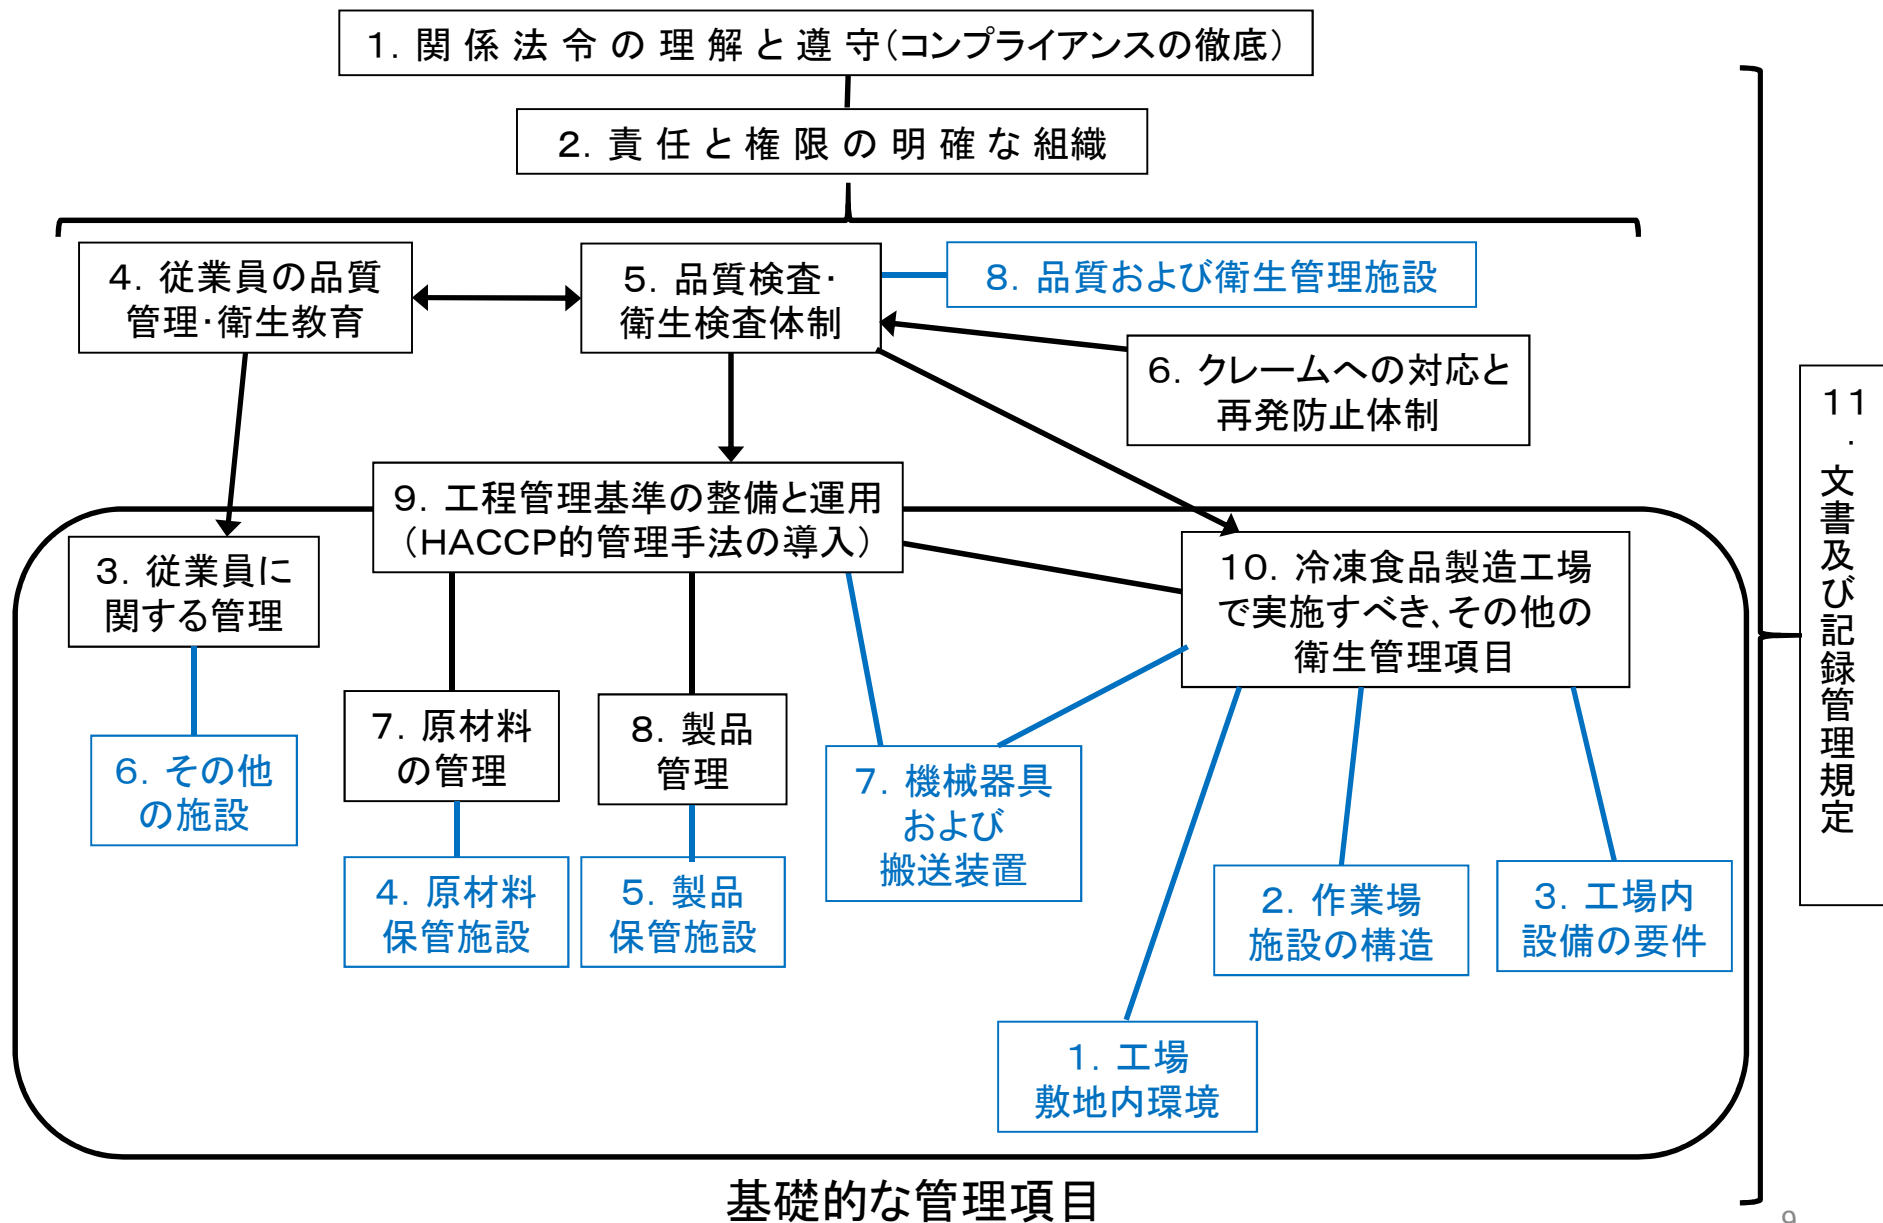 1．関係法令の理解と遵守（コンプライアンスの徹底）
2．責任と権限の明確な組織
4．従業員の品質
管理・衛生教育
5．品質検査・
衛生検査体制
8．品質および衛生管理施設
6．クレームへの対応と
再発防止体制
9．工程管理基準の整備と運用
（HACCP的管理手法の導入）
3．従業員に
関する管理
10．冷凍食品製造工場
で実施すべき、その他の
衛生管理項目
7．原材料
の管理
8．製品
管理
6．その他
の施設
7．機械器具
および
搬送装置
4．原材料
保管施設
5．製品
保管施設
2．作業場
施設の構造
3．工場内
設備の要件
1．工場
敷地内環境
11．文書及び記録管理規定
基礎的な管理項目
9